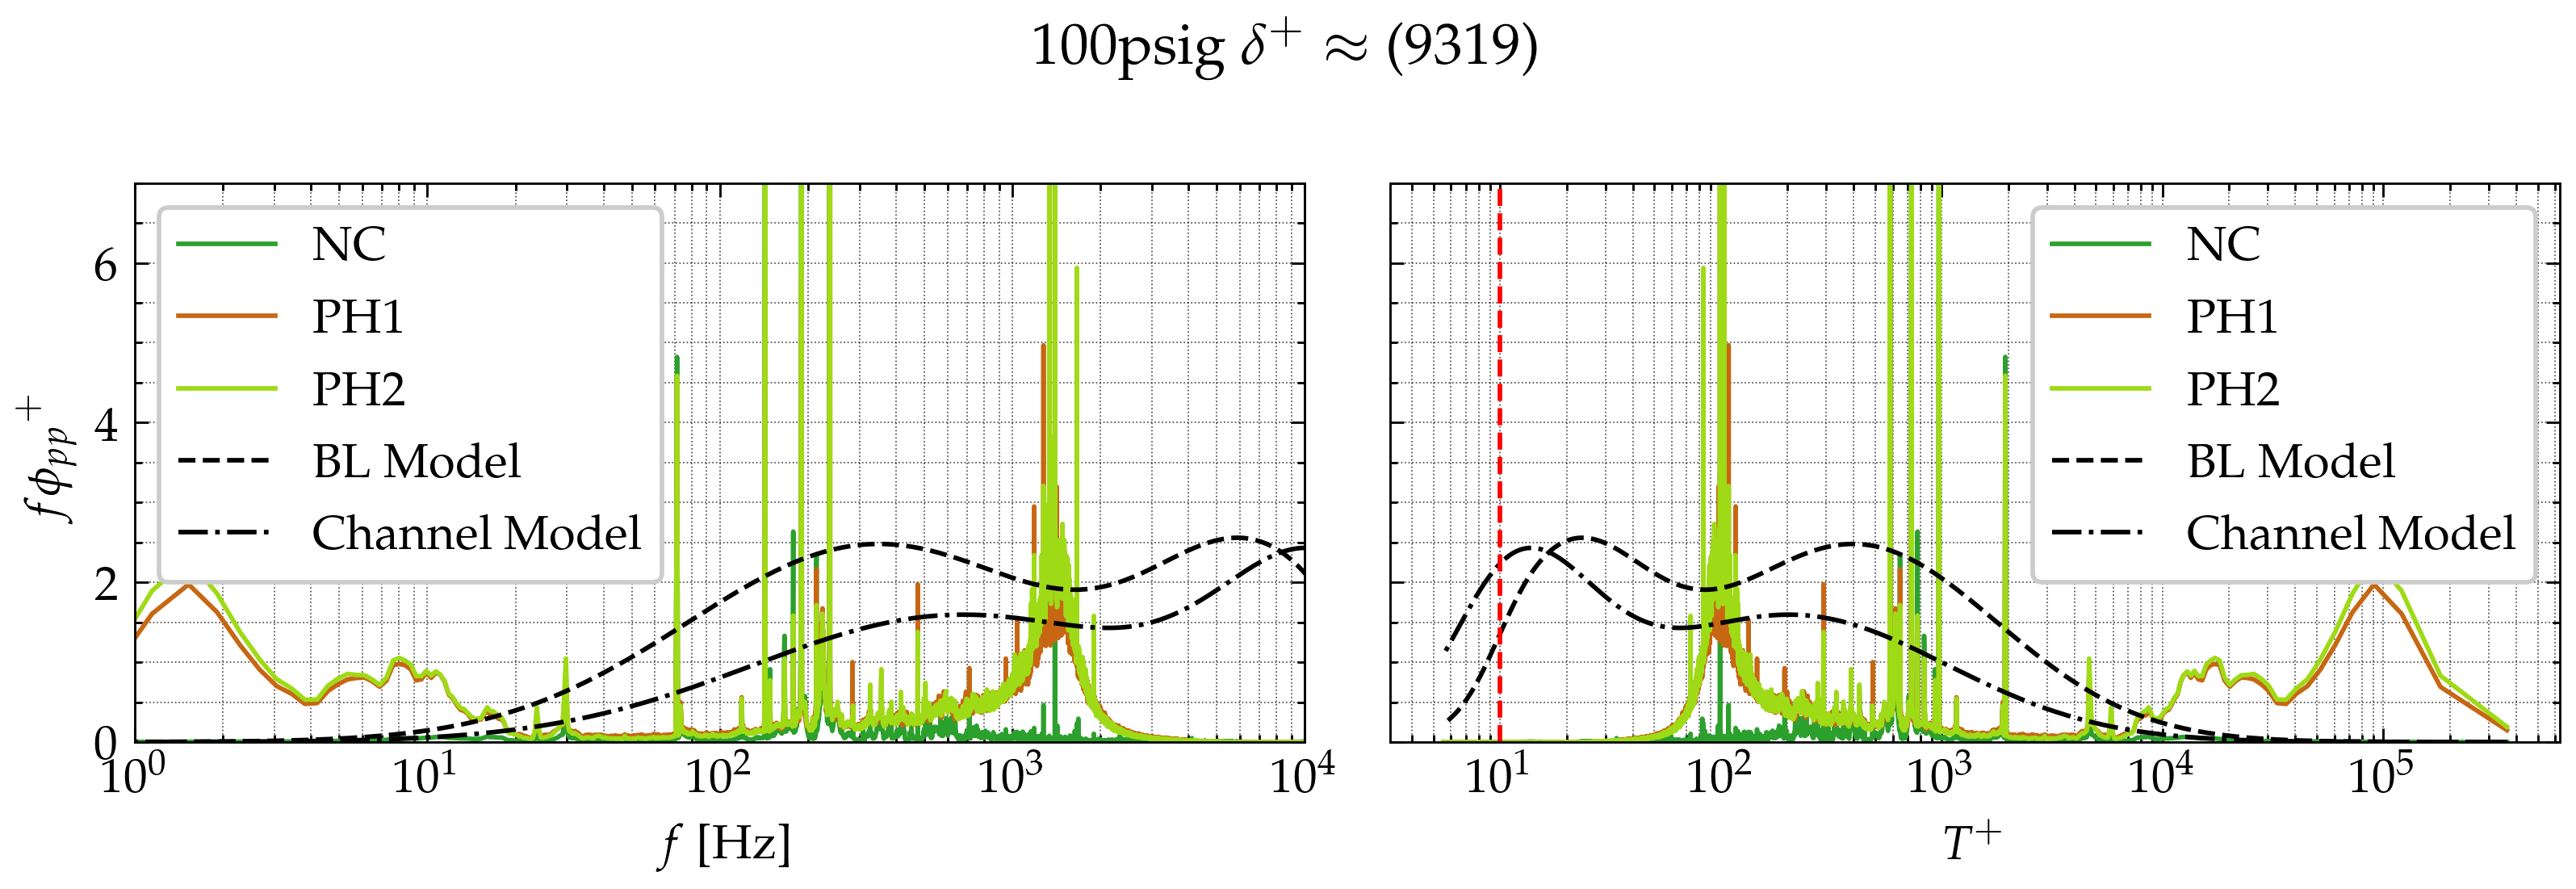 100psig δ⁺ ≈ (9319)
NC
PH1
PH2
BL Model
Channel Model
NC
PH1
PH2
BL Model
Channel Model
fϕₚₚ⁺
6
4
2
0
10⁰ 10¹ 10² 10³ 10⁴
10¹ 10² 10³ 10⁴ 10⁵
f [Hz]
T⁺